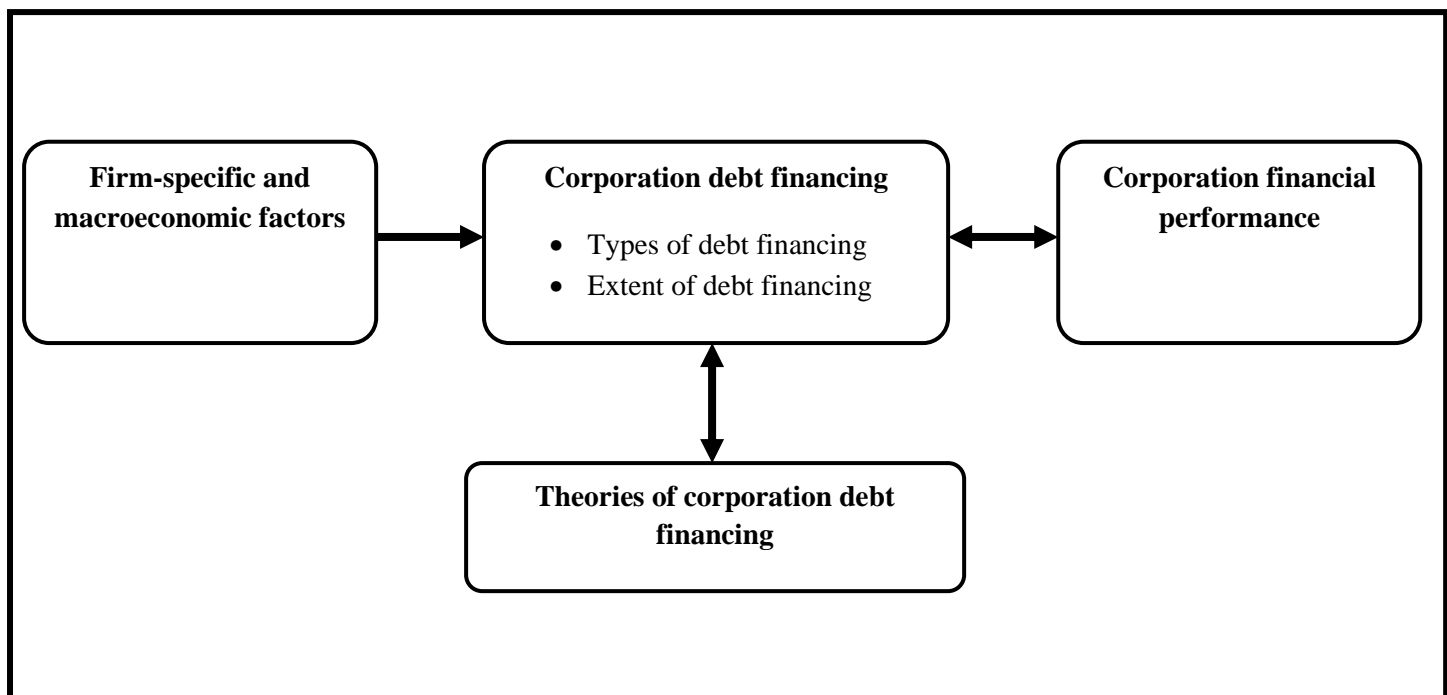 Firm-specific and
macroeconomic factors
Corporation debt financing
• Types of debt financing
• Extent of debt financing
Corporation financial
performance
Theories of corporation debt
financing